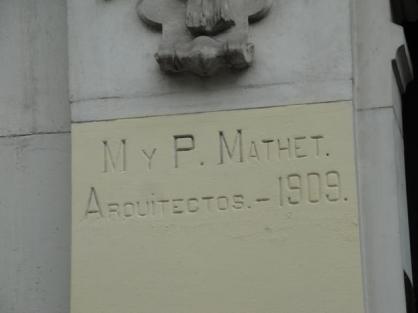 M Y P. MATHET.
ARQUITECTOS.- 1909.